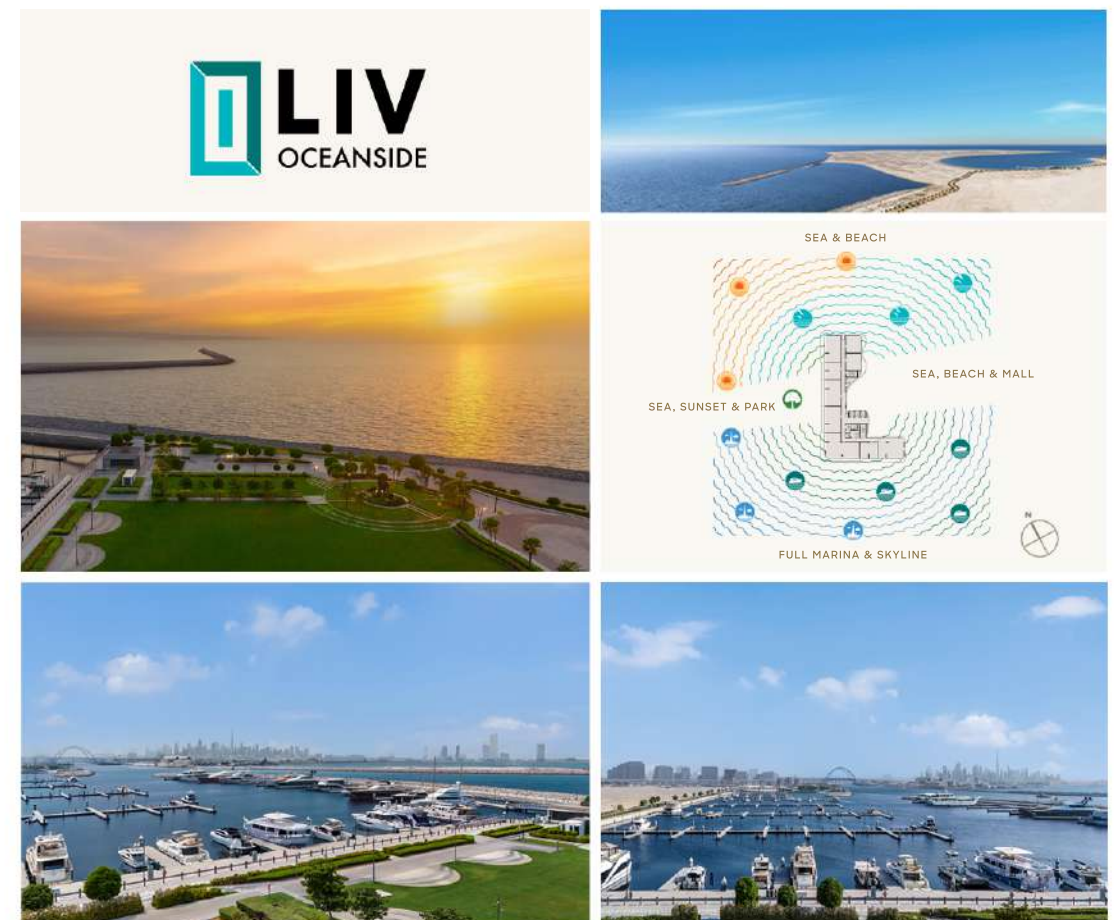 LIV
OCEANSIDE
SEA & BEACH
SEA, BEACH & MALL
SEA, SUNSET & PARK
FULL MARINA & SKYLINE
N